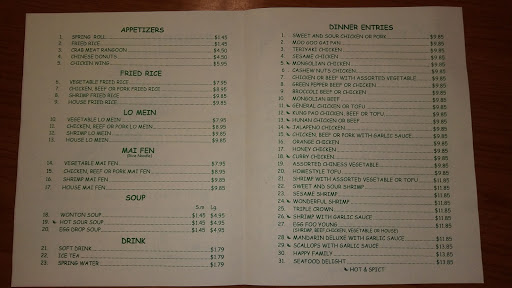 APPETIZERS
1. SPRING ROLL $1.45
2. FRIED RICE $1.45
3. CRAB MEAT RANGOON $4.50
4. CHINESE DONUTS $4.50
5. CHICKEN WING $5.50
FRIED RICE
6. VEGETABLE FRIED RICE $7.95
7. CHICKEN, BEEF OR PORK FRIED RICE $8.95
8. SHRIMP FRIED RICE $9.85
9. HOUSE FRIED RICE $9.85
LO MEIN
10. VEGETABLE LO MEIN $7.95
11. CHICKEN, BEEF OR PORK LO MEIN $8.95
12. SHRIMP LO MEIN $9.85
13. HOUSE LO MEIN $9.85
MAI FEN
(Rice Noodle)
14. VEGETABLE MAI FEN $7.95
15. CHICKEN, BEEF OR PORK MAI FEN $8.95
16. SHRIMP MAI FEN $9.85
17. HOUSE MAI FEN $9.85
SOUP
Sm Lg
18. WONTON SOUP $1.45 $4.95
19. HOT SOUR SOUP $1.45 $4.95
20. EGG DROP SOUP $1.45 $4.95
DRINK
21. SOFT DRINK $1.79
22. ICE TEA $1.79
23. SPRING WATER $1.79
DINNER ENTRIES
1. SWEET AND SOUR CHICKEN OR PORK $9.85
2. MOO GOO GAI PAN $9.85
3. TERIYAKI CHICKEN $9.85
4. SESAME CHICKEN $9.85
5. MONGOLIAN CHICKEN $9.85
6. CASHEW NUTS CHICKEN $9.85
7. CHICKEN OR BEEF WITH ASSORTED VEGETABLE $9.85
8. GREEN PEPPER BEEF OR CHICKEN $9.85
9. BROCCOLI BEEF OR CHICKEN $9.85
10. MONGOLIAN BEEF $9.85
11. GENERAL CHICKEN OR TOFU $9.85
12. KUNG PAO CHICKEN, BEEF OR TOFU $9.85
13. HUNAN CHICKEN OR BEEF $9.85
14. JALAPENO CHICKEN $9.85
15. CHICKEN, BEEF OR PORK WITH GARLIC SAUCE $9.85
16. ORANGE CHICKEN $9.85
17. HONEY CHICKEN $9.85
18. CURRY CHICKEN $9.85
19. ASSORTED CHINESE VEGETABLE $9.85
20. HOMESTYLE TOFU $9.85
21. SHRIMP WITH ASSORTED VEGETABLE OR TOFU $9.85
22. SWEET AND SOUR SHRIMP $9.85
23. SESAME SHRIMP $9.85
24. WONDERFUL SHRIMP $9.85
25. TRIPLE CROWN $9.85
26. SHRIMP WITH GARLIC SAUCE $9.85
27. EGG FOO YOUNG $9.85
(SHRIMP, BEEF, CHICKEN, VEGETABLE OR HOUSE)
28. MANDARIN DELUXE WITH GARLIC SAUCE $11.85
29. SCALLOPS WITH GARLIC SAUCE $11.85
30. HAPPY FAMILY $11.85
31. SEAFOOD DELIGHT $13.85
HOT & SPICY